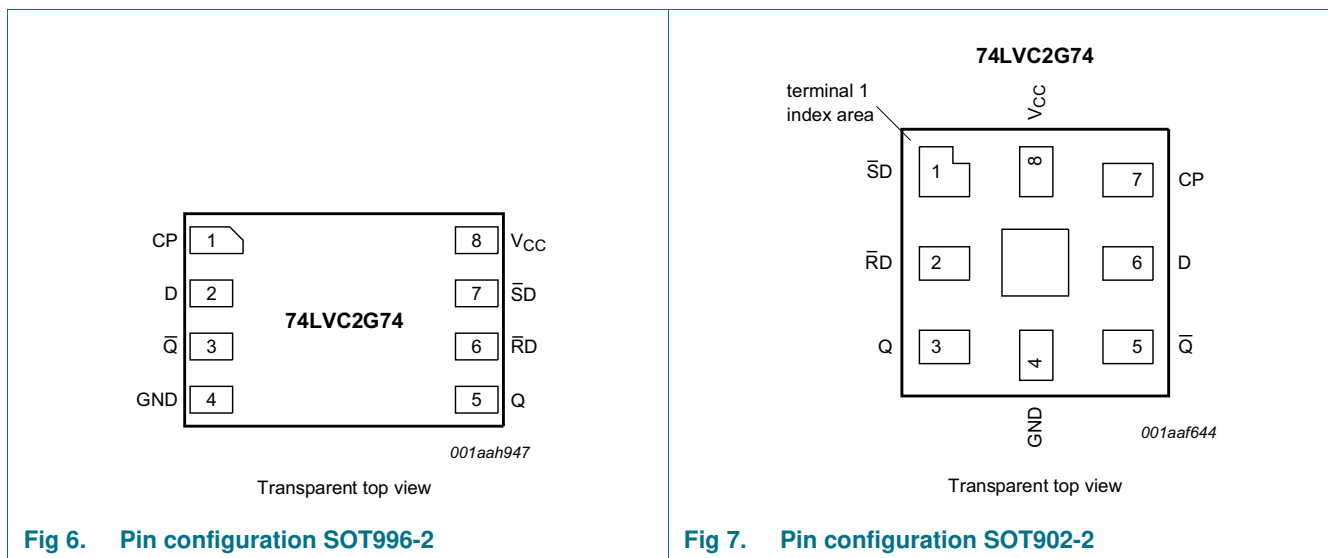 CP 1 8 VCC
D 2 7 S̅D
74LVC2G74
Q̅ 3 6 R̅D
GND 4 5 Q
001aah947
Transparent top view
Fig 6. Pin configuration SOT996-2
74LVC2G74
terminal 1
index area
VCC
S̅D 1 8 7 CP
R̅D 2 6 D
Q 3 4 5 Q̅
GND
001aaf644
Transparent top view
Fig 7. Pin configuration SOT902-2